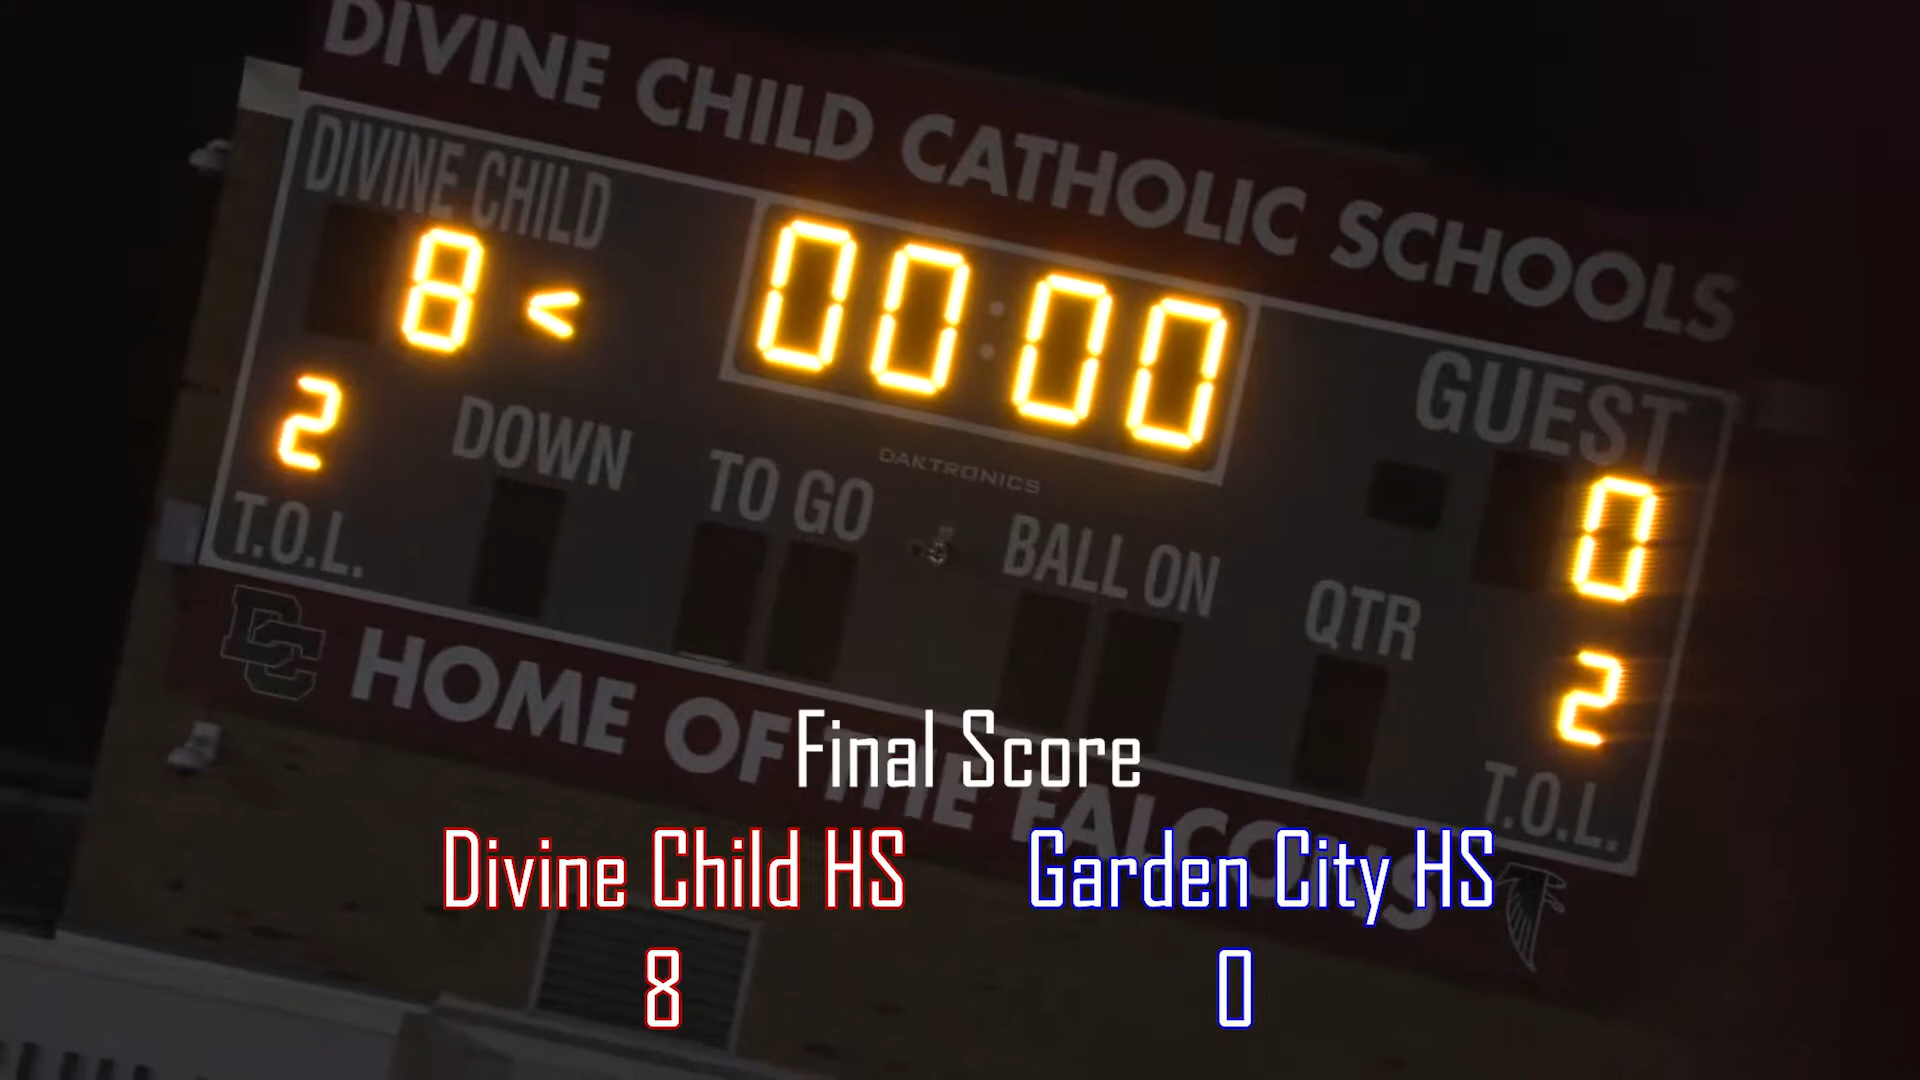 DIVINE CHILD CATHOLIC SCHOOLS
DIVINE CHILD
8 < 00:00
GUEST
0
2
T.O.L.
DOWN
TO GO
DAKTRONICS
BALL ON
QTR
2
T.O.L.
DC
HOME OF THE FALCONS
Final Score
Divine Child HS Garden City HS
8 0